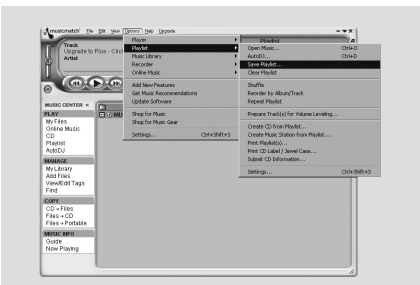 musicmatch File Edit View Options Help Upgrade
Track
Upgrade to Plus - Click
Artist
Player
Playlist
Music Library
Recorder
Online Music
Add New Features
Get Music Recommendations
Update Software
Shop for Music
Shop for Music Gear
Settings... Ctrl+Shift+S
Playlist
Open Music... Ctrl+O
AutoDJ... Ctrl+D
Save Playlist...
Clear Playlist
Shuffle
Reorder by Album/Track
Repeat Playlist
Prepare Track(s) for Volume Leveling...
Create CD from Playlist...
Create Music Station from Playlist...
Print Playlist(s)...
Print CD Label / Jewel Case...
Submit CD Information...
Settings... Ctrl+Shift+S
MUSIC CENTER «
PLAY
My Files
Online Music
CD
Playlist
AutoDJ
MANAGE
My Library
Add Files
View/Edit Tags
Find
COPY
CD » Files
Files » CD
Files » Portable
MUSIC INFO
Guide
Now Playing